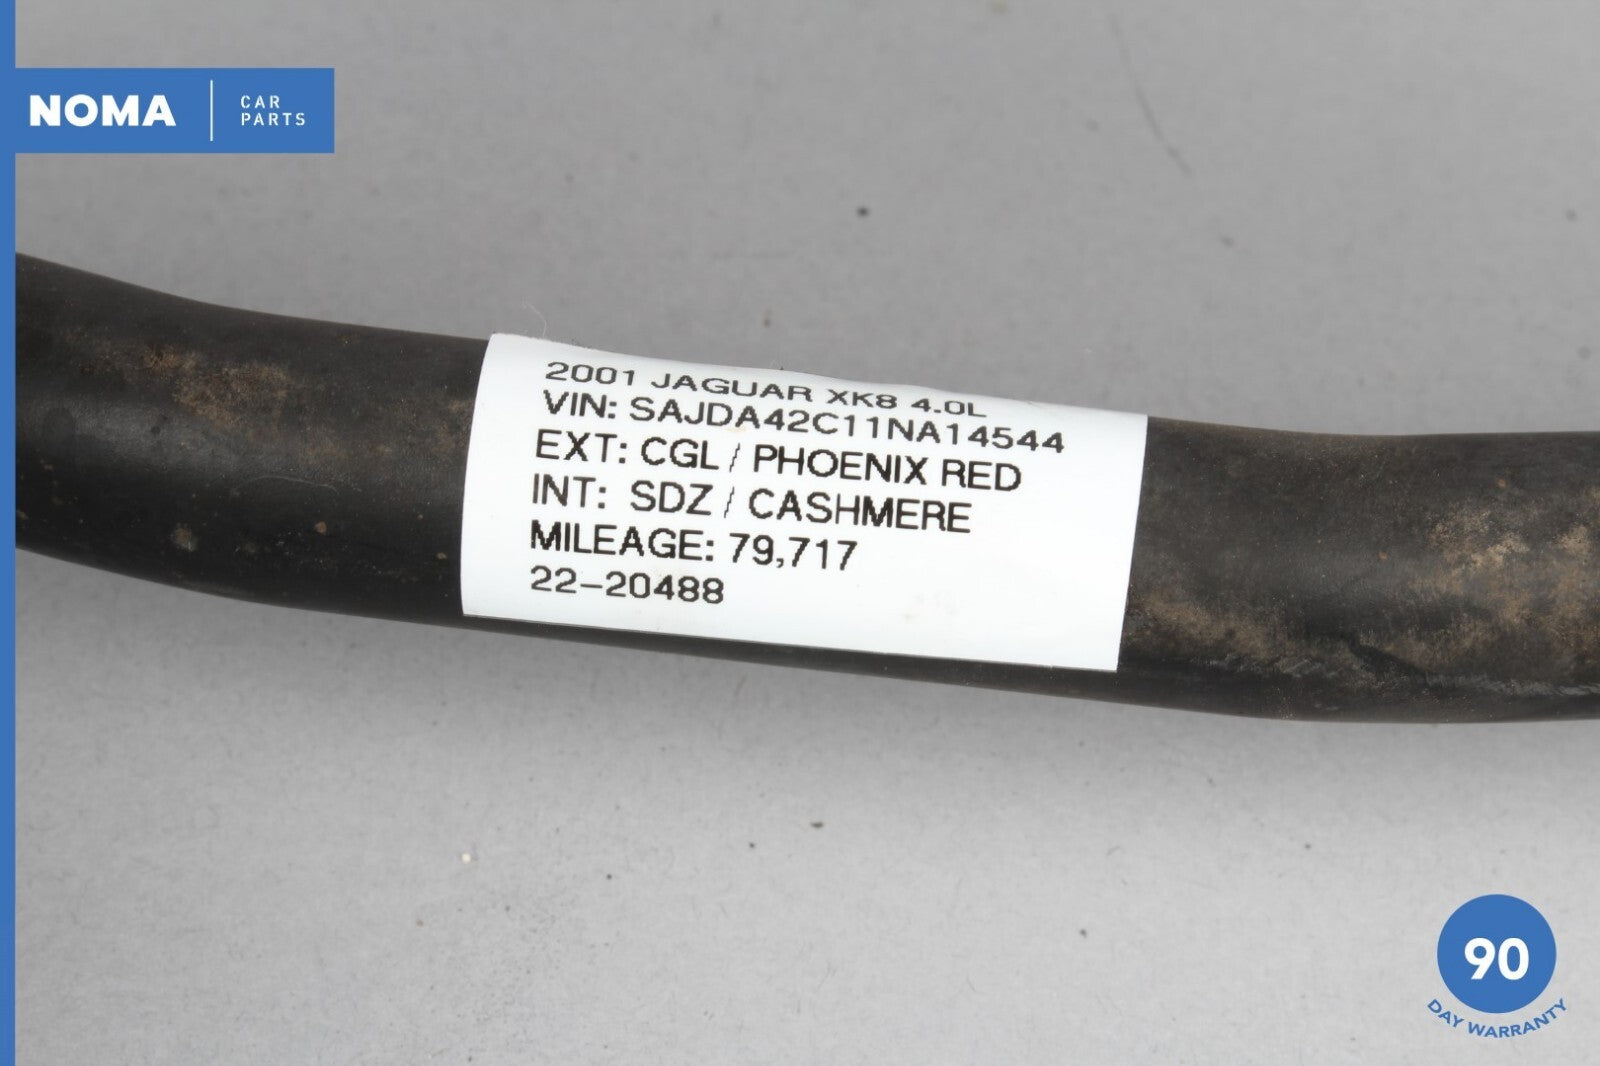 NOMA
CAR
PARTS
2001 JAGUAR XK8 4.0L
VIN: SAJDA42C11NA14544
EXT: CGL / PHOENIX RED
INT: SDZ / CASHMERE
MILEAGE: 79,717
22-20488
90
DAY WARRANTY